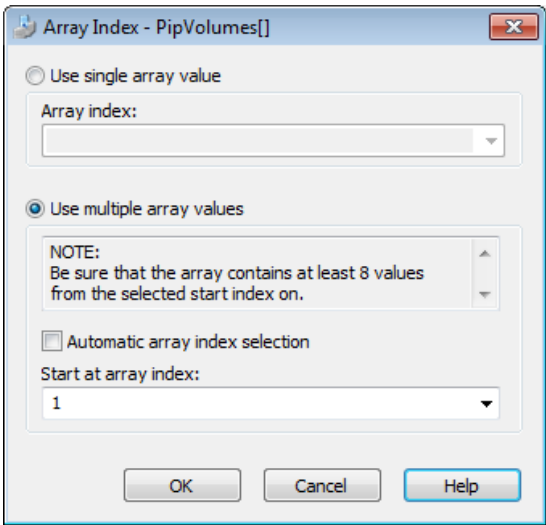 Array Index - PipVolumes[]
Use single array value
Array index:
Use multiple array values
NOTE:
Be sure that the array contains at least 8 values
from the selected start index on.
Automatic array index selection
Start at array index:
1
OK Cancel Help